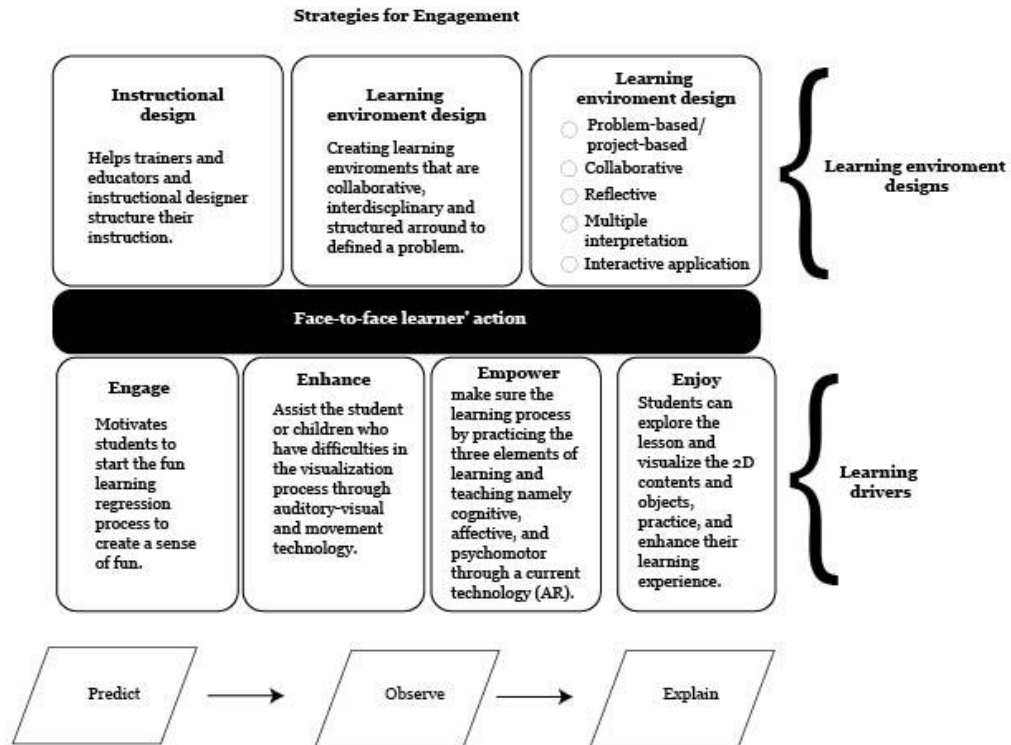 Strategies for Engagement
Instructional
design
Helps trainers and
educators and
instructional designer
structure their
instruction.
Learning
enviroment design
Creating learning
enviroments that are
collaborative,
interdiscplinary and
structured arround to
defined a problem.
Learning
enviroment design
Problem-based/
project-based
Collaborative
Reflective
Multiple
interpretation
Interactive application
Learning enviroment
designs
Face-to-face learner' action
Engage
Motivates
students to
start the fun
learning
regression
process to
create a sense
of fun.
Enhance
Assist the student
or children who
have difficulties in
the visualization
process through
auditory-visual
and movement
technology.
Empower
make sure the
learning process
by practicing the
three elements of
learning and
teaching namely
cognitive,
affective, and
psychomotor
through a current
technology (AR).
Enjoy
Students can
explore the
lesson and
visualize the 2D
contents and
objects,
practice, and
enhance their
learning
experience.
Learning
drivers
Predict
Observe
Explain